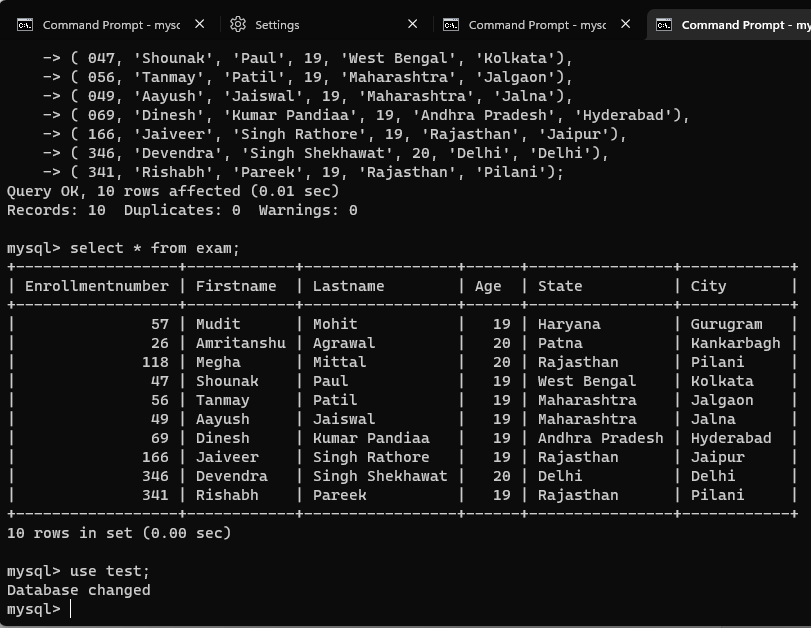 Command Prompt - mysc
Settings
Command Prompt - mysc
Command Prompt - my
-> ( 047, 'Shounak', 'Paul', 19, 'West Bengal', 'Kolkata'),
-> ( 056, 'Tanmay', 'Patil', 19, 'Maharashtra', 'Jalgaon'),
-> ( 049, 'Aayush', 'Jaiswal', 19, 'Maharashtra', 'Jalna'),
-> ( 069, 'Dinesh', 'Kumar Pandiaa', 19, 'Andhra Pradesh', 'Hyderabad'),
-> ( 166, 'Jaiveer', 'Singh Rathore', 19, 'Rajasthan', 'Jaipur'),
-> ( 346, 'Devendra', 'Singh Shekhawat', 20, 'Delhi', 'Delhi'),
-> ( 341, 'Rishabh', 'Pareek', 19, 'Rajasthan', 'Pilani');
Query OK, 10 rows affected (0.01 sec)
Records: 10  Duplicates: 0  Warnings: 0
mysql> select * from exam;
+------------------+------------+-----------------+------+----------------+------------+
| Enrollmentnumber | Firstname  | Lastname        | Age  | State          | City       |
+------------------+------------+-----------------+------+----------------+------------+
|               57 | Mudit      | Mohit           |   19 | Haryana        | Gurugram   |
|               26 | Amritanshu | Agrawal         |   20 | Patna          | Kankarbagh |
|              118 | Megha      | Mittal          |   20 | Rajasthan      | Pilani     |
|               47 | Shounak    | Paul            |   19 | West Bengal    | Kolkata    |
|               56 | Tanmay     | Patil           |   19 | Maharashtra    | Jalgaon    |
|               49 | Aayush     | Jaiswal         |   19 | Maharashtra    | Jalna      |
|               69 | Dinesh     | Kumar Pandiaa   |   19 | Andhra Pradesh | Hyderabad  |
|              166 | Jaiveer    | Singh Rathore   |   19 | Rajasthan      | Jaipur     |
|              346 | Devendra   | Singh Shekhawat |   20 | Delhi          | Delhi      |
|              341 | Rishabh    | Pareek          |   19 | Rajasthan      | Pilani     |
+------------------+------------+-----------------+------+----------------+------------+
10 rows in set (0.00 sec)
mysql> use test;
Database changed
mysql>